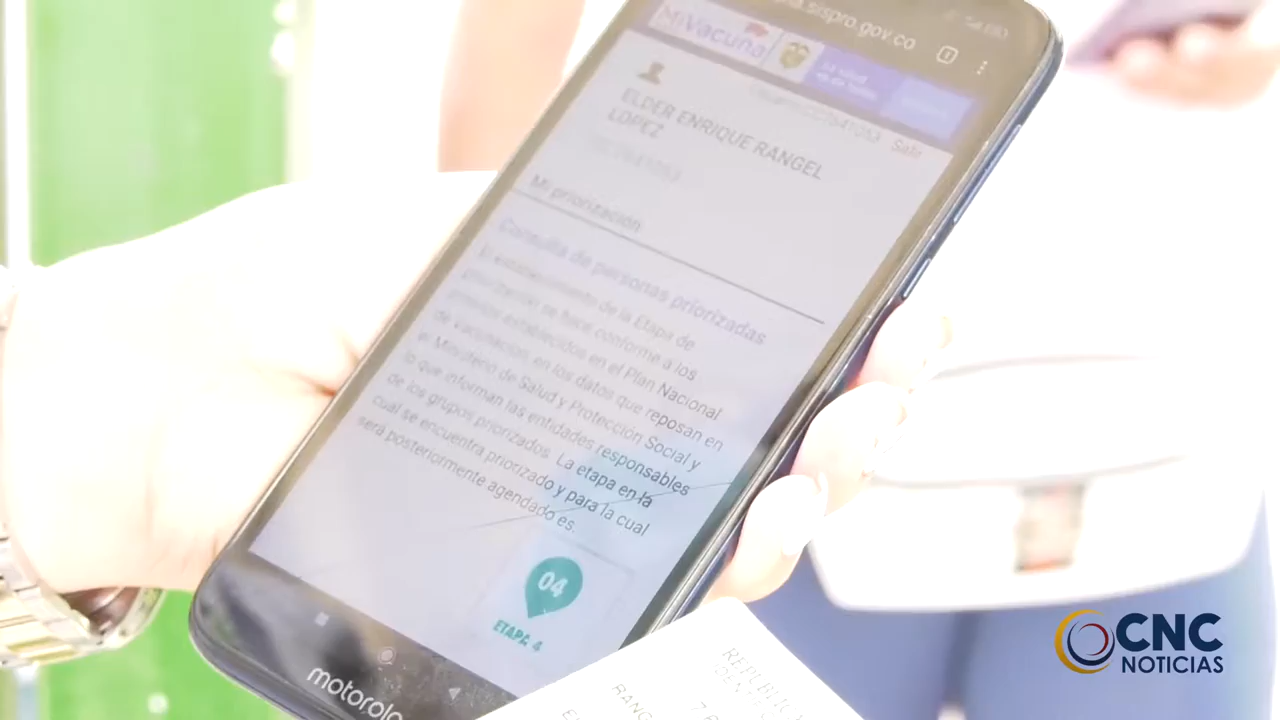 sispro.gov.co
MiVacuna
ELDER ENRIQUE RANGEL
LOPEZ
Salir
Mi priorización
Consulta de personas priorizadas
El establecimiento de la Etapa de
priorización se hace conforme a los
criterios establecidos en el Plan Nacional
de vacunación, en los datos que reposan en
el Ministerio de Salud y Protección Social y
lo que informan las entidades responsables
de los grupos priorizados. La etapa en la
cual se encuentra priorizado y para la cual
será posteriormente agendado es.
04
ETAPA 4
motorola
CNC
NOTICIAS